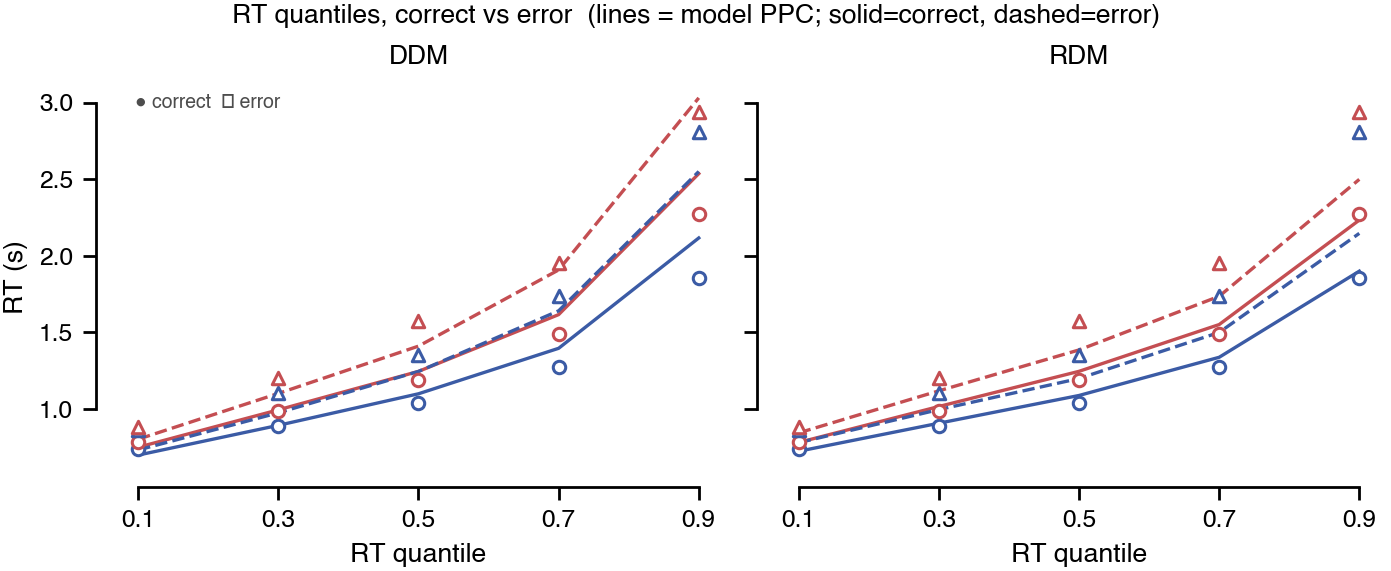 RT quantiles, correct vs error (lines = model PPC; solid=correct, dashed=error)
DDM
RDM
● correct □ error
RT (s)
3.0
2.5
2.0
1.5
1.0
0.1 0.3 0.5 0.7 0.9
0.1 0.3 0.5 0.7 0.9
RT quantile
RT quantile